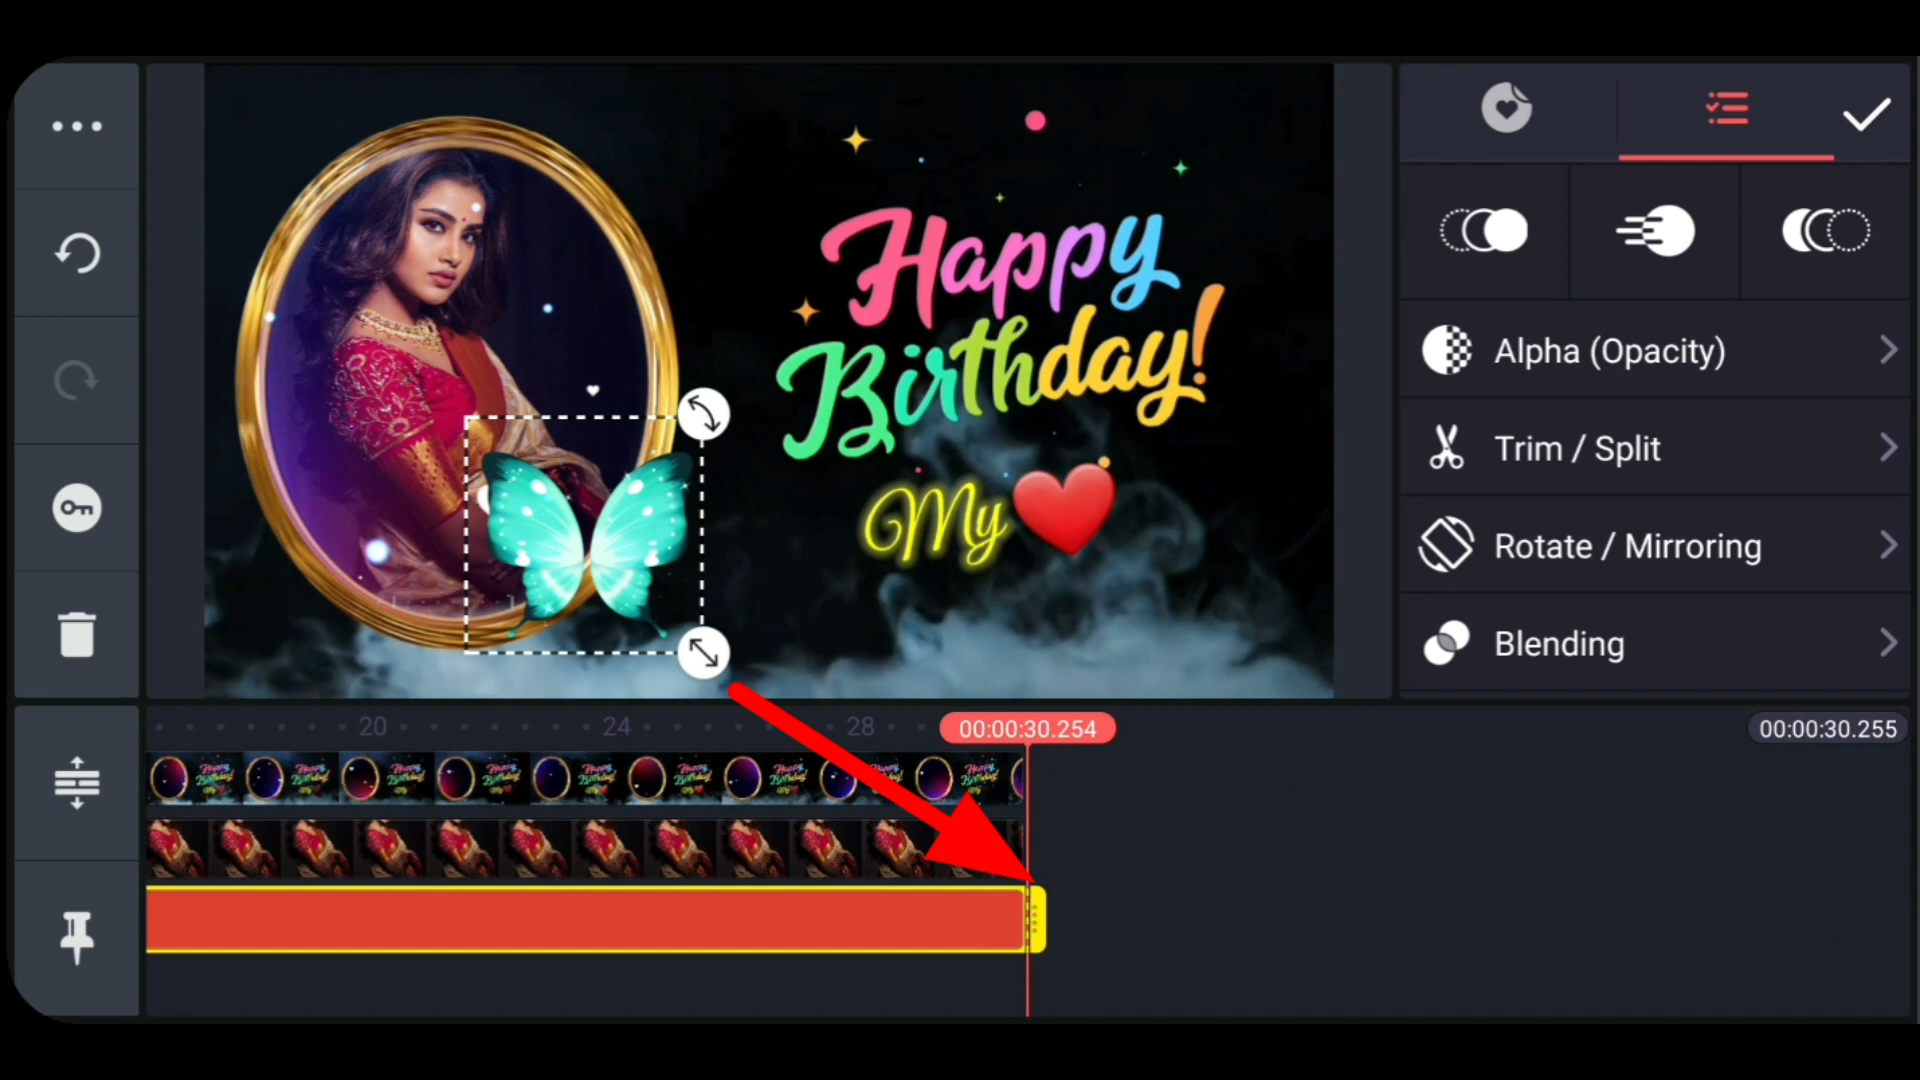 Happy
Birthday!
My
Alpha (Opacity)
Trim / Split
Rotate / Mirroring
Blending
20
24
28
00:00:30.254
00:00:30.255